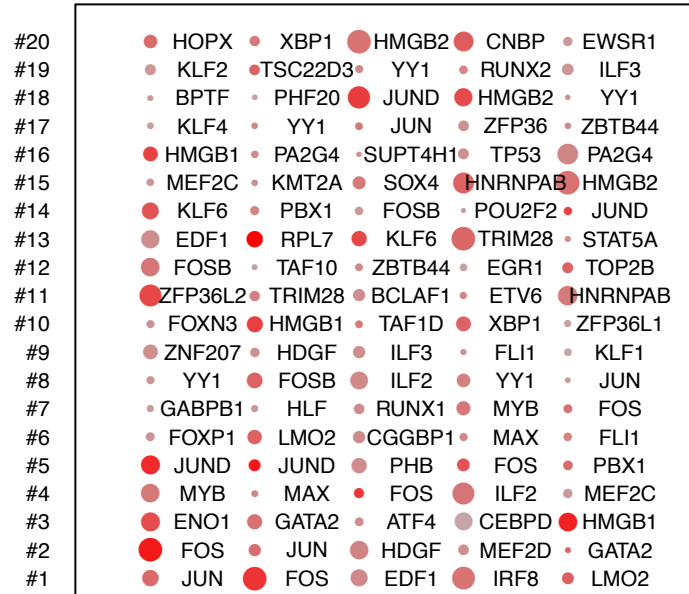 #20 HOPX XBP1 HMGB2 CNBP EWSR1
#19 KLF2 TSC22D3 YY1 RUNX2 ILF3
#18 BPTF PHF20 JUND HMGB2 YY1
#17 KLF4 YY1 JUN ZFP36 ZBTB44
#16 HMGB1 PA2G4 SUPT4H1 TP53 PA2G4
#15 MEF2C KMT2A SOX4 HNRNPAB HMGB2
#14 KLF6 PBX1 FOSB POU2F2 JUND
#13 EDF1 RPL7 KLF6 TRIM28 STAT5A
#12 FOSB TAF10 ZBTB44 EGR1 TOP2B
#11 ZFP36L2 TRIM28 BCLAF1 ETV6 HNRNPAB
#10 FOXN3 HMGB1 TAF1D XBP1 ZFP36L1
#9 ZNF207 HDGF ILF3 FLI1 KLF1
#8 YY1 FOSB ILF2 YY1 JUN
#7 GABPB1 HLF RUNX1 MYB FOS
#6 FOXP1 LMO2 CGGBP1 MAX FLI1
#5 JUND JUND PHB FOS PBX1
#4 MYB MAX FOS ILF2 MEF2C
#3 ENO1 GATA2 ATF4 CEBPD HMGB1
#2 FOS JUN HDGF MEF2D GATA2
#1 JUN FOS EDF1 IRF8 LMO2